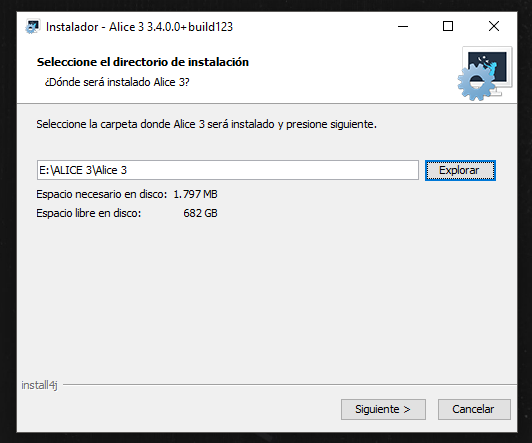 Instalador - Alice 3 3.4.0.0+build123
Seleccione el directorio de instalación
¿Dónde será instalado Alice 3?
Seleccione la carpeta donde Alice 3 será instalado y presione siguiente.
E:\ALICE 3\Alice 3 Explorar
Espacio necesario en disco: 1.797 MB
Espacio libre en disco: 682 GB
install4j
Siguiente > Cancelar